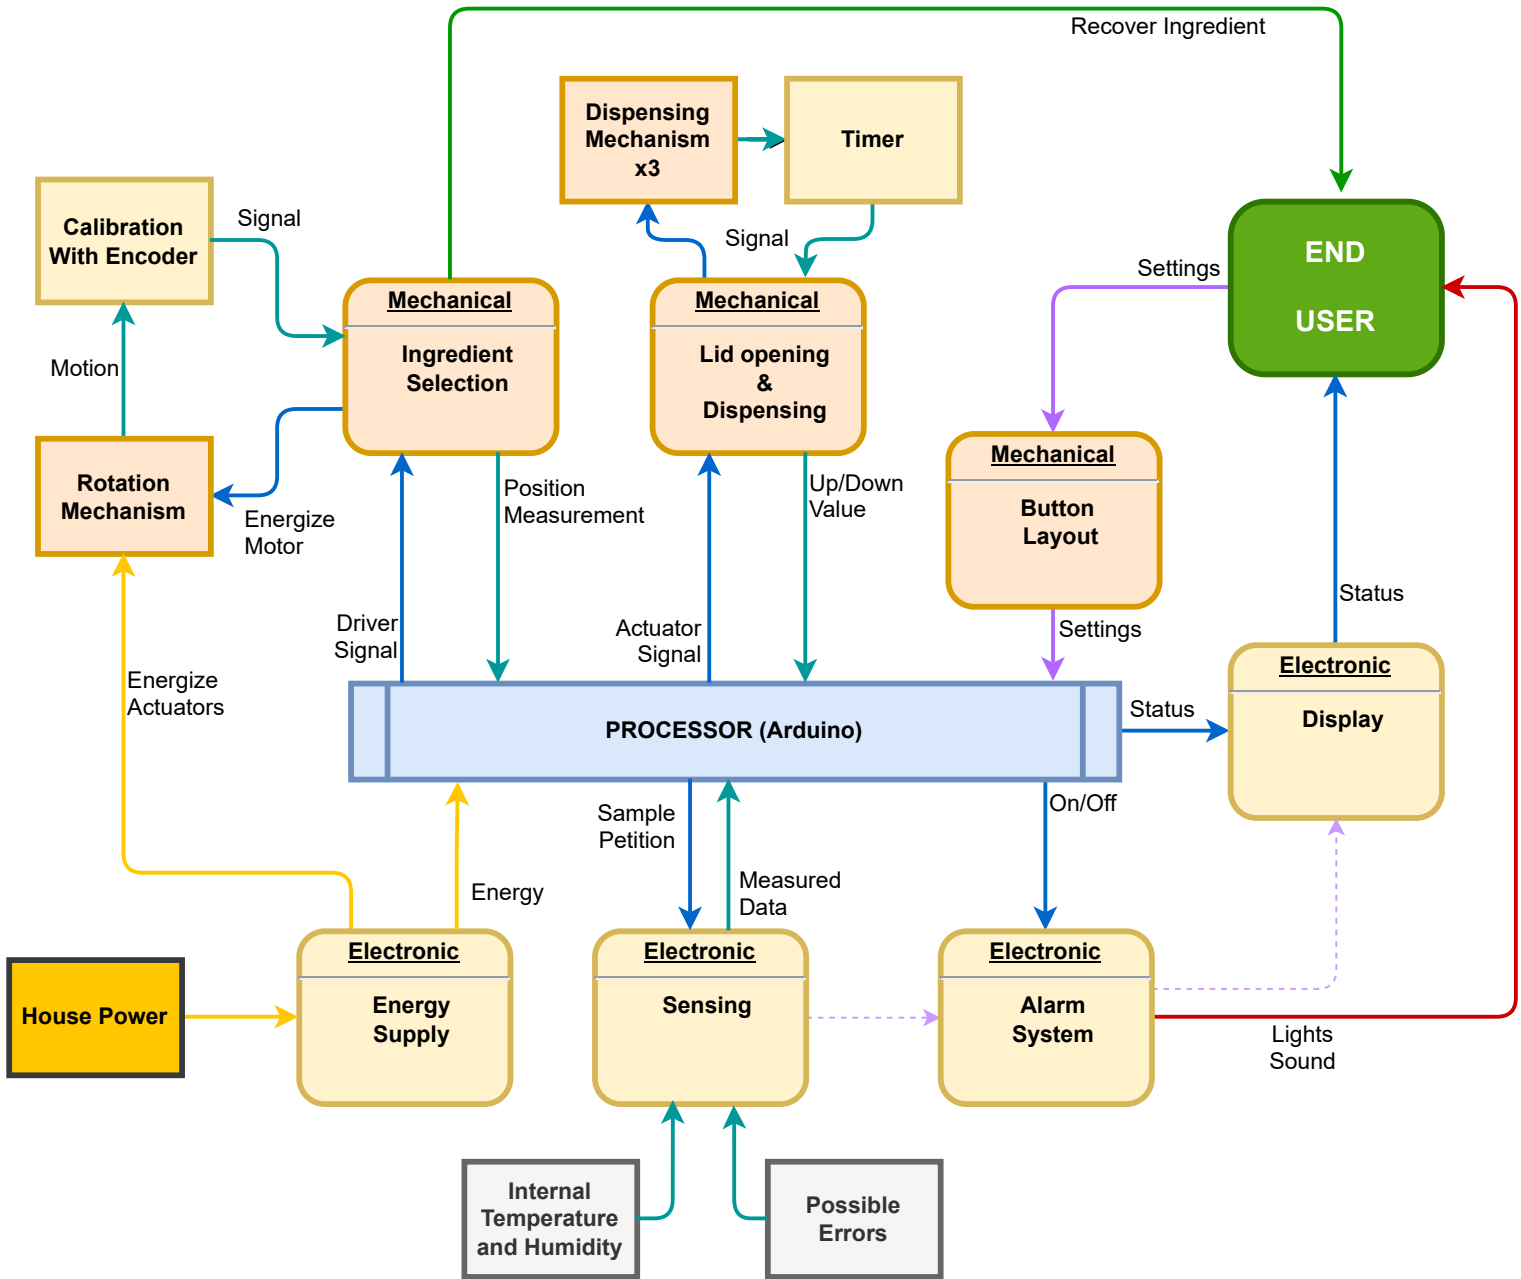 Recover Ingredient
Dispensing
Mechanism
x3
Timer
Calibration
With Encoder
Signal
Signal
END
USER
Settings
Mechanical
Ingredient
Selection
Mechanical
Lid opening
&
Dispensing
Motion
Rotation
Mechanism
Energize
Motor
Position
Measurement
Up/Down
Value
Mechanical
Button
Layout
Status
Driver
Signal
Actuator
Signal
Settings
Energize
Actuators
PROCESSOR (Arduino)
Status
Electronic
Display
Sample
Petition
On/Off
Energy
Measured
Data
House Power
Electronic
Energy
Supply
Electronic
Sensing
Electronic
Alarm
System
Lights
Sound
Internal
Temperature
and Humidity
Possible
Errors